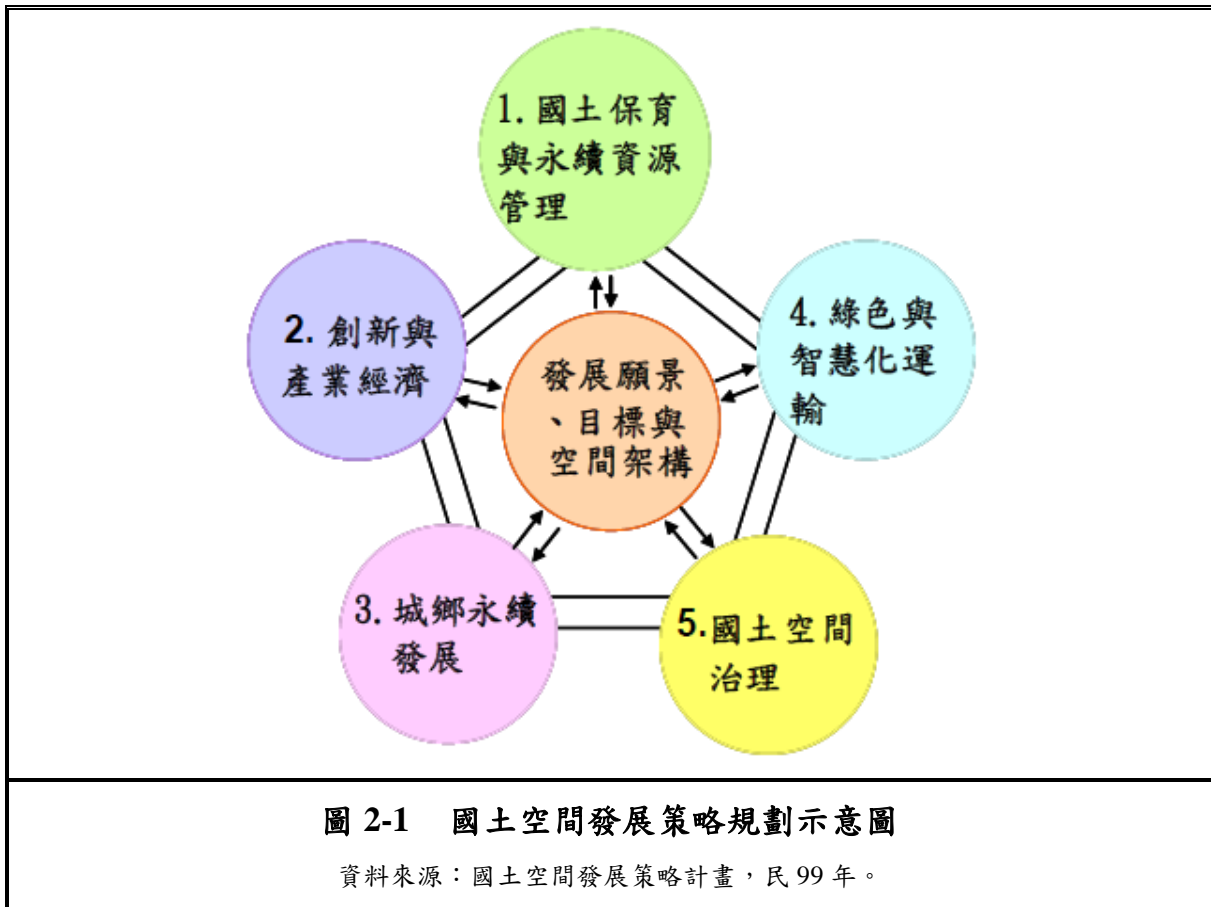 1. 國土保育
與永續資源
管理
2. 創新與
產業經濟
4. 綠色與
智慧化運
輸
發展願景
、目標與
空間架構
3. 城鄉永續
發展
5.國土空間
治理
圖 2-1 國土空間發展策略規劃示意圖
資料來源：國土空間發展策略計畫，民 99 年。